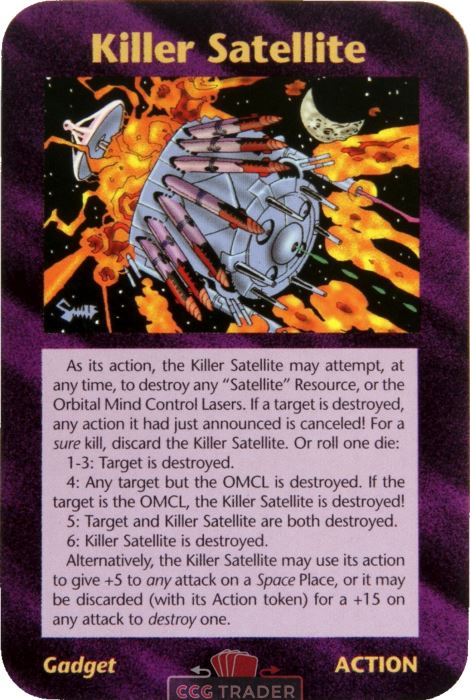 Killer Satellite
As its action, the Killer Satellite may attempt, at
any time, to destroy any “Satellite” Resource, or the
Orbital Mind Control Lasers. If a target is destroyed,
any action it had just announced is canceled! For a
sure kill, discard the Killer Satellite. Or roll one die:
1-3: Target is destroyed.
4: Any target but the OMCL is destroyed. If the
target is the OMCL, the Killer Satellite is destroyed!
5: Target and Killer Satellite are both destroyed.
6: Killer Satellite is destroyed.
Alternatively, the Killer Satellite may use its action
to give +5 to any attack on a Space Place, or it may
be discarded (with its Action token) for a +15 on
any attack to destroy one.
Gadget
ACTION
CCG TRADER